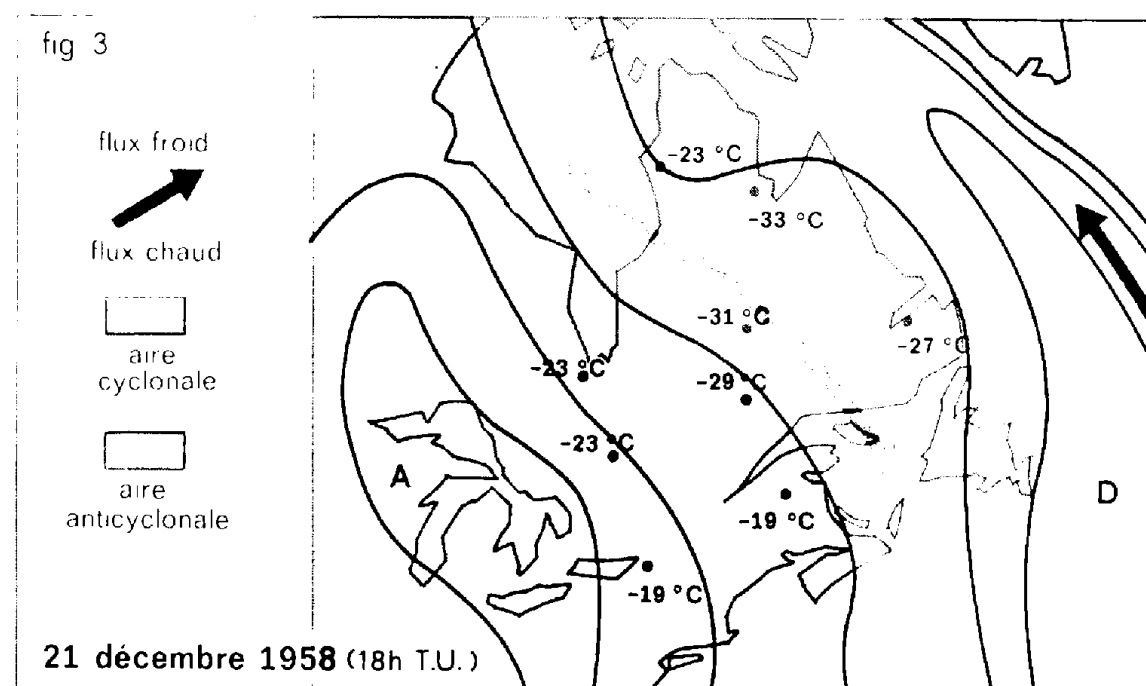 fig 3
flux froid
flux chaud
aire
cyclonale
aire
anticyclonale
-23 °C
-33 °C
-31 °C
-27 °C
-23 °C
-29 °C
-23 °C
A
D
-19 °C
-19 °C
21 décembre 1958 (18h T.U.)